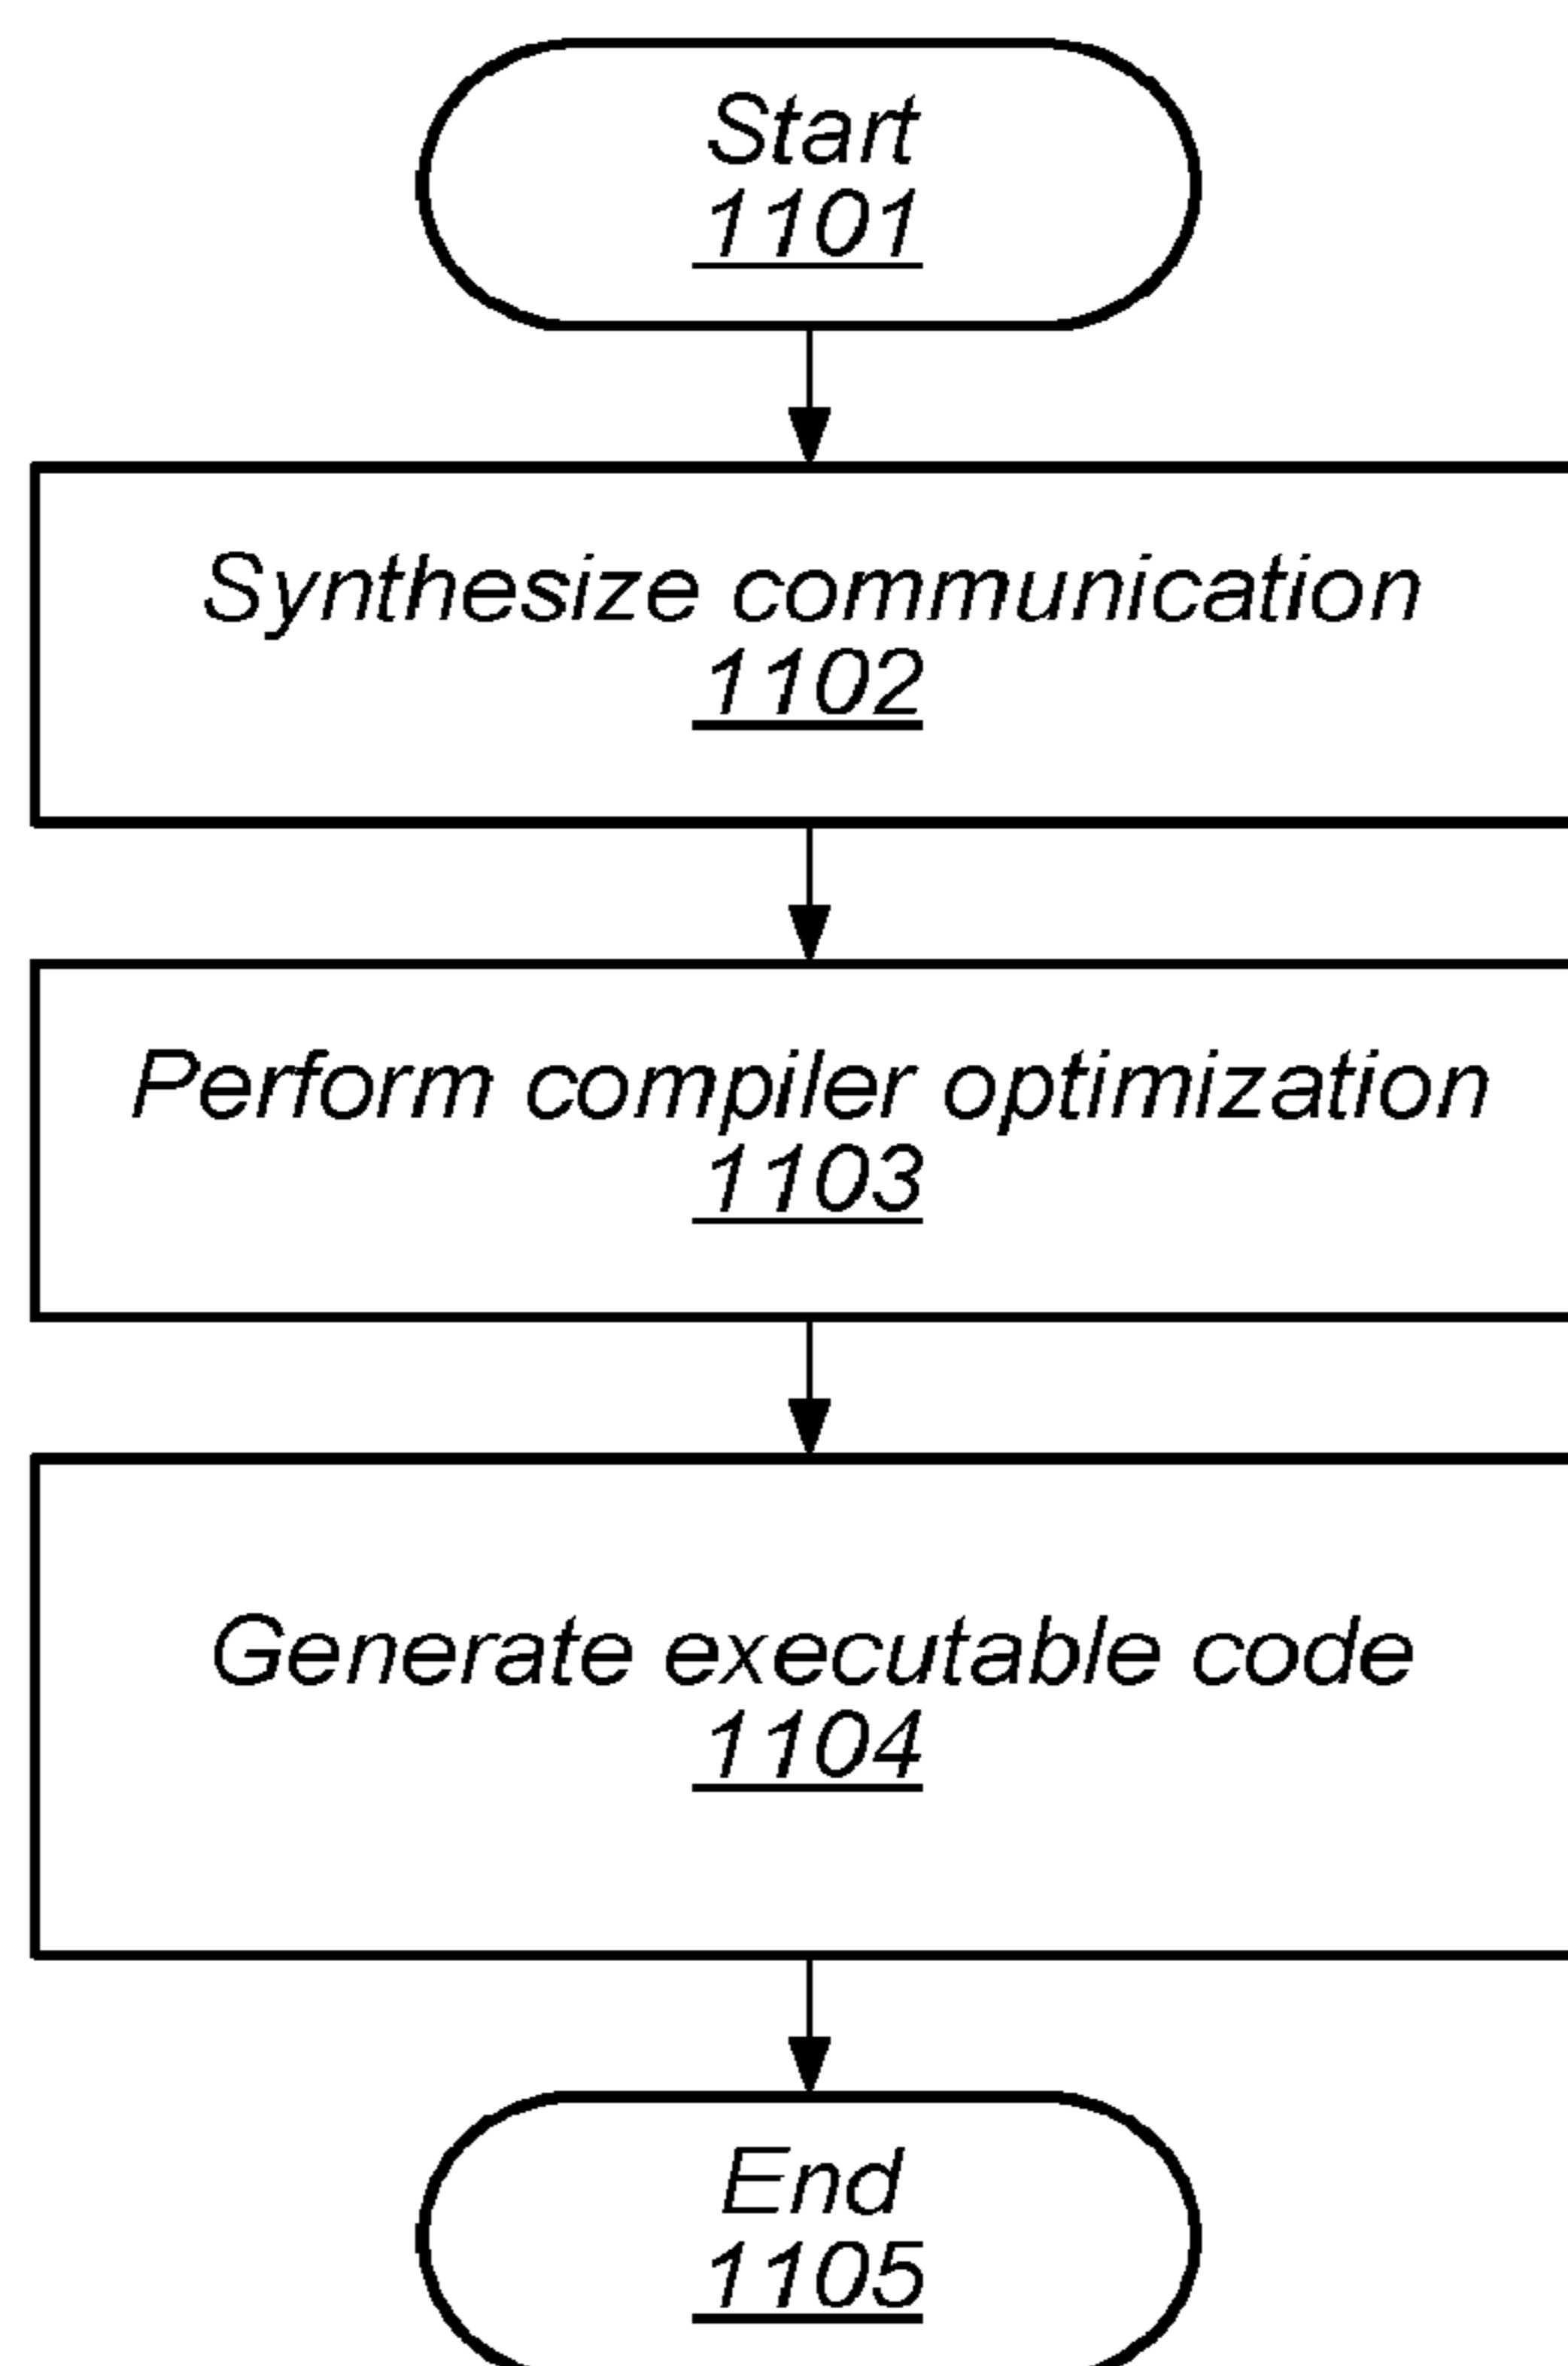 Start
1101
Synthesize communication
1102
Perform compiler optimization
1103
Generate executable code
1104
End
1105